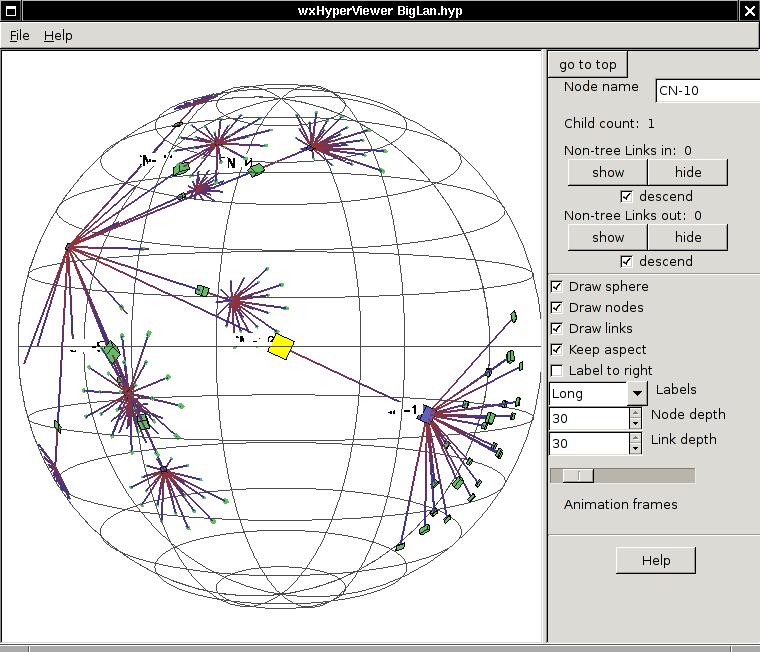 wxHyperViewer BigLan.hyp
File Help
go to top
Node name CN-10
Child count: 1
Non-tree Links in: 0
show hide
descend
Non-tree Links out: 0
show hide
descend
Draw sphere
Draw nodes
Draw links
Keep aspect
Label to right
Long Labels
30 Node depth
30 Link depth
Animation frames
Help